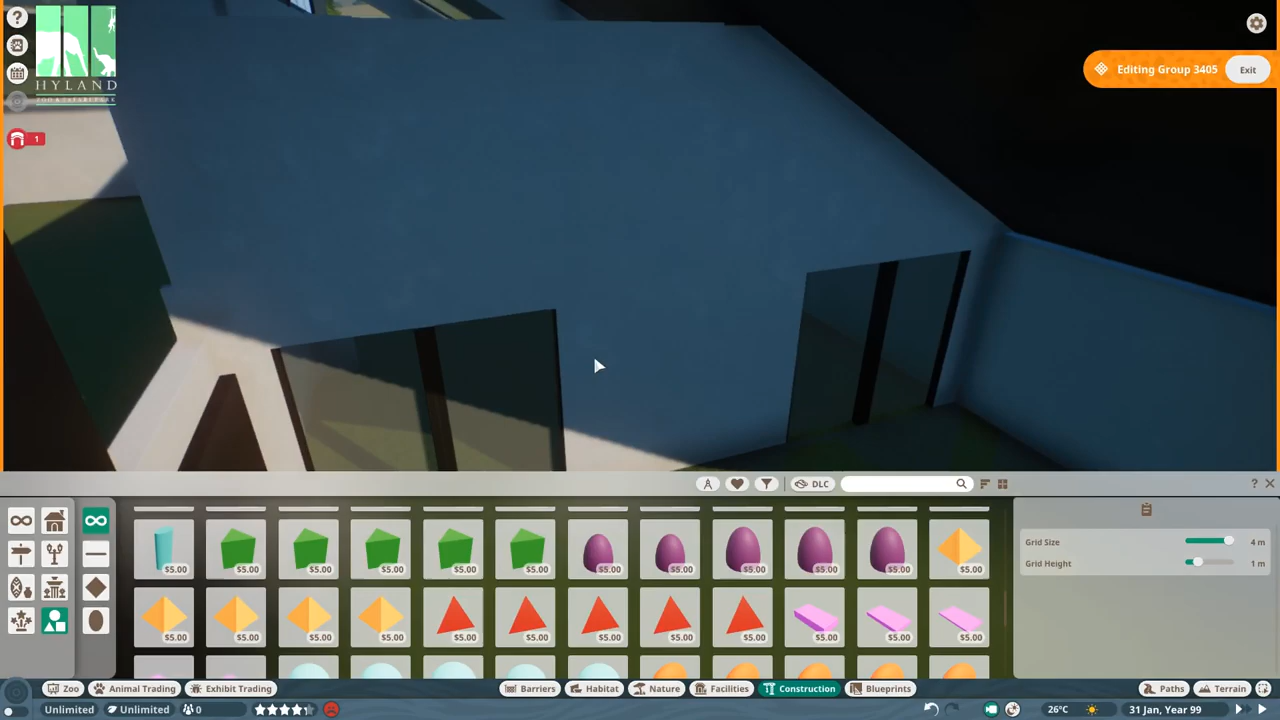 ?
HYLAND
Editing Group 3405 Exit
1
DLC
? ×
$5.00 $5.00 $5.00 $5.00 $5.00 $5.00 $5.00 $5.00 $5.00 $5.00 $5.00 $5.00
Grid Size 4 m
Grid Height 1 m
$5.00 $5.00 $5.00 $5.00 $5.00 $5.00 $5.00 $5.00 $5.00 $5.00 $5.00 $5.00
Zoo Animal Trading Exhibit Trading Barriers Habitat Nature Facilities Construction Blueprints Paths Terrain
Unlimited Unlimited 0 26°C 31 Jan, Year 99